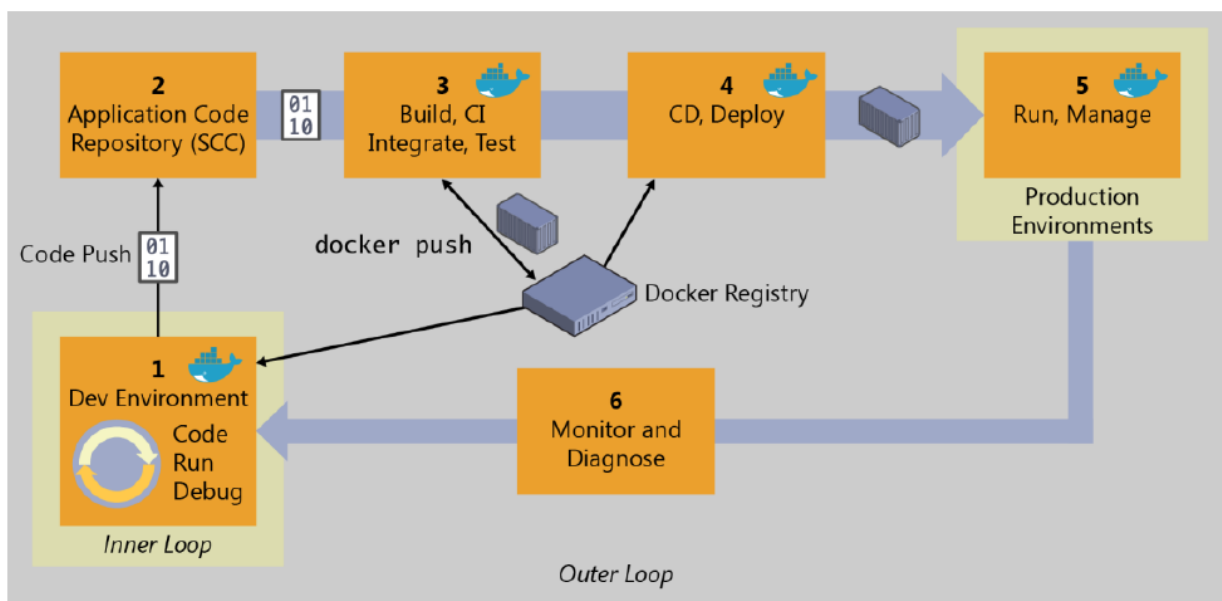 2
Application Code
Repository (SCC)
01
10
3
Build, CI
Integrate, Test
4
CD, Deploy
5
Run, Manage
Production
Environments
Code Push
01
10
docker push
Docker Registry
1
Dev Environment
Code
Run
Debug
Inner Loop
6
Monitor and
Diagnose
Outer Loop